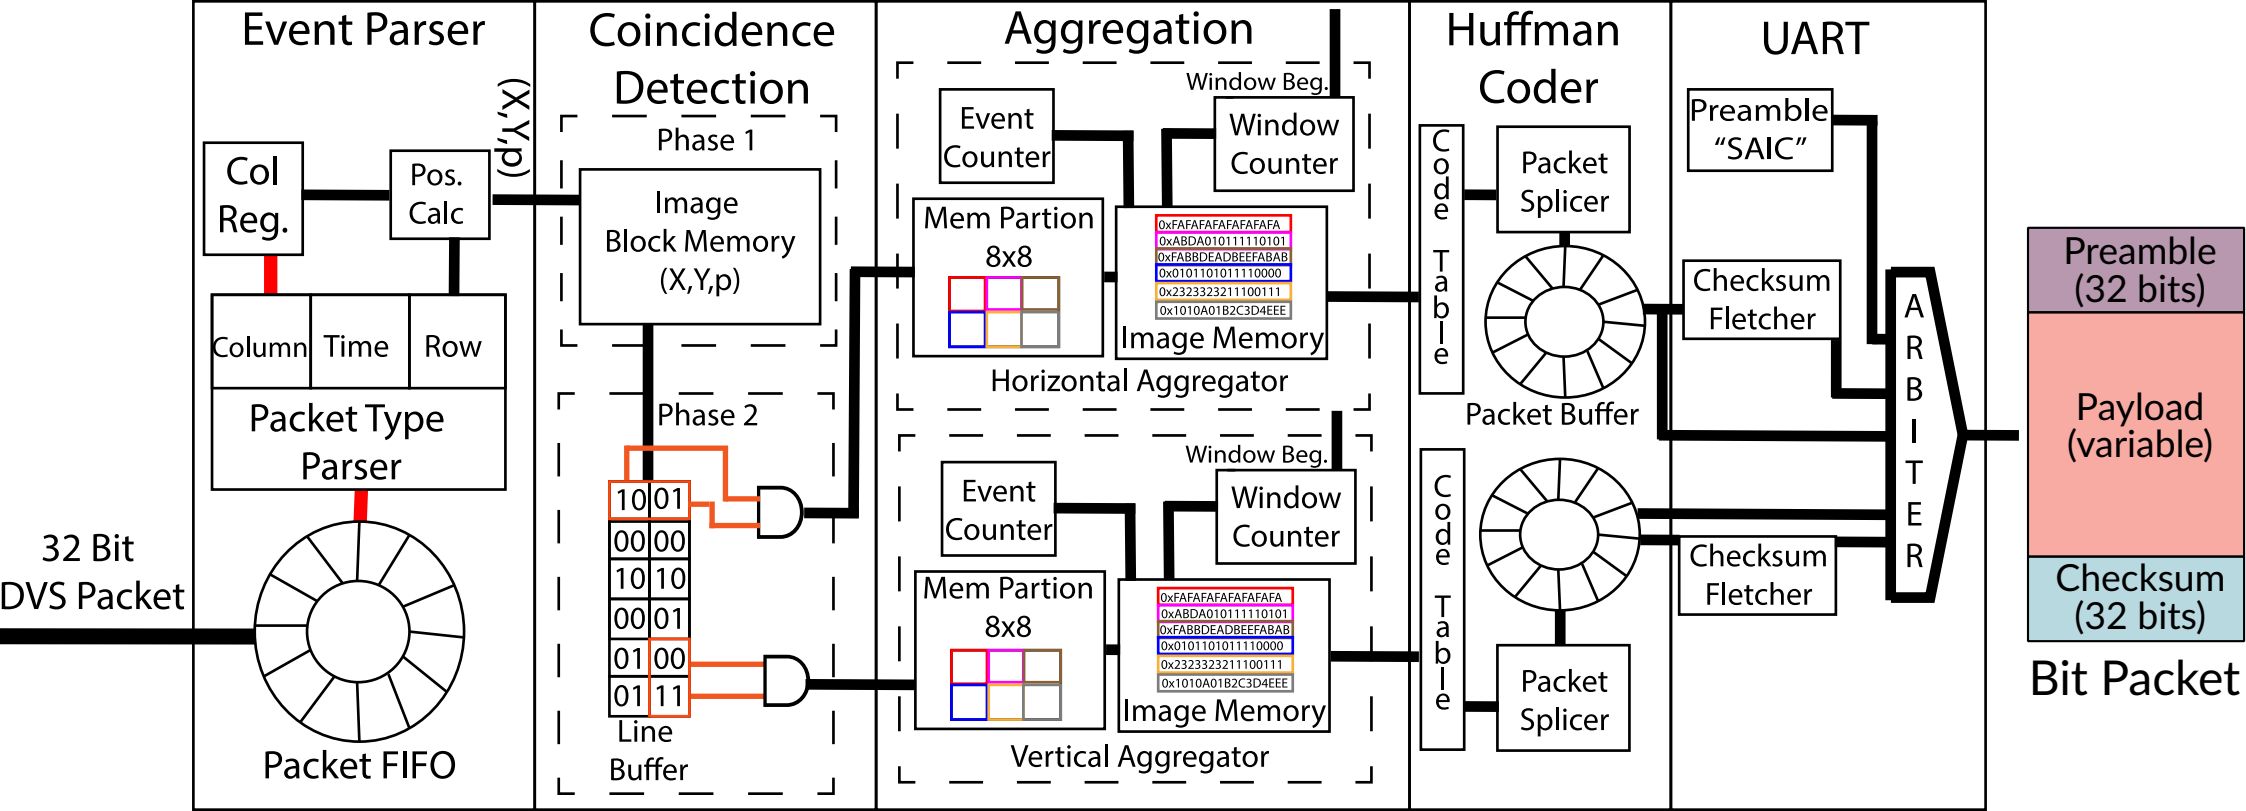 Event Parser
(X,Y,p)
Col
Reg.
Pos.
Calc
Column
Time
Row
Packet Type
Parser
32 Bit
DVS Packet
Packet FIFO
Coincidence
Detection
Phase 1
Image
Block Memory
(X,Y,p)
Phase 2
10 01
00 00
10 10
00 01
01 00
01 11
Line
Buffer
Aggregation
Window Beg.
Event
Counter
Window
Counter
Mem Partion
8x8
0xFAFAFAFAFAFAFAFA
0xABDA010111110101
0xFABBDEADBEEFABAB
0x0101101011110000
0x2323323211100111
0x1010A01B2C3D4EEE
Image Memory
Horizontal Aggregator
Window Beg.
Event
Counter
Window
Counter
Mem Partion
8x8
0xFAFAFAFAFAFAFAFA
0xABDA010111110101
0xFABBDEADBEEFABAB
0x0101101011110000
0x2323323211100111
0x1010A01B2C3D4EEE
Image Memory
Vertical Aggregator
Huffman
Coder
Code Table
Packet
Splicer
Packet Buffer
Code Table
Packet
Splicer
UART
Preamble
“SAIC”
Checksum
Fletcher
Checksum
Fletcher
ARBITER
Preamble
(32 bits)
Payload
(variable)
Checksum
(32 bits)
Bit Packet